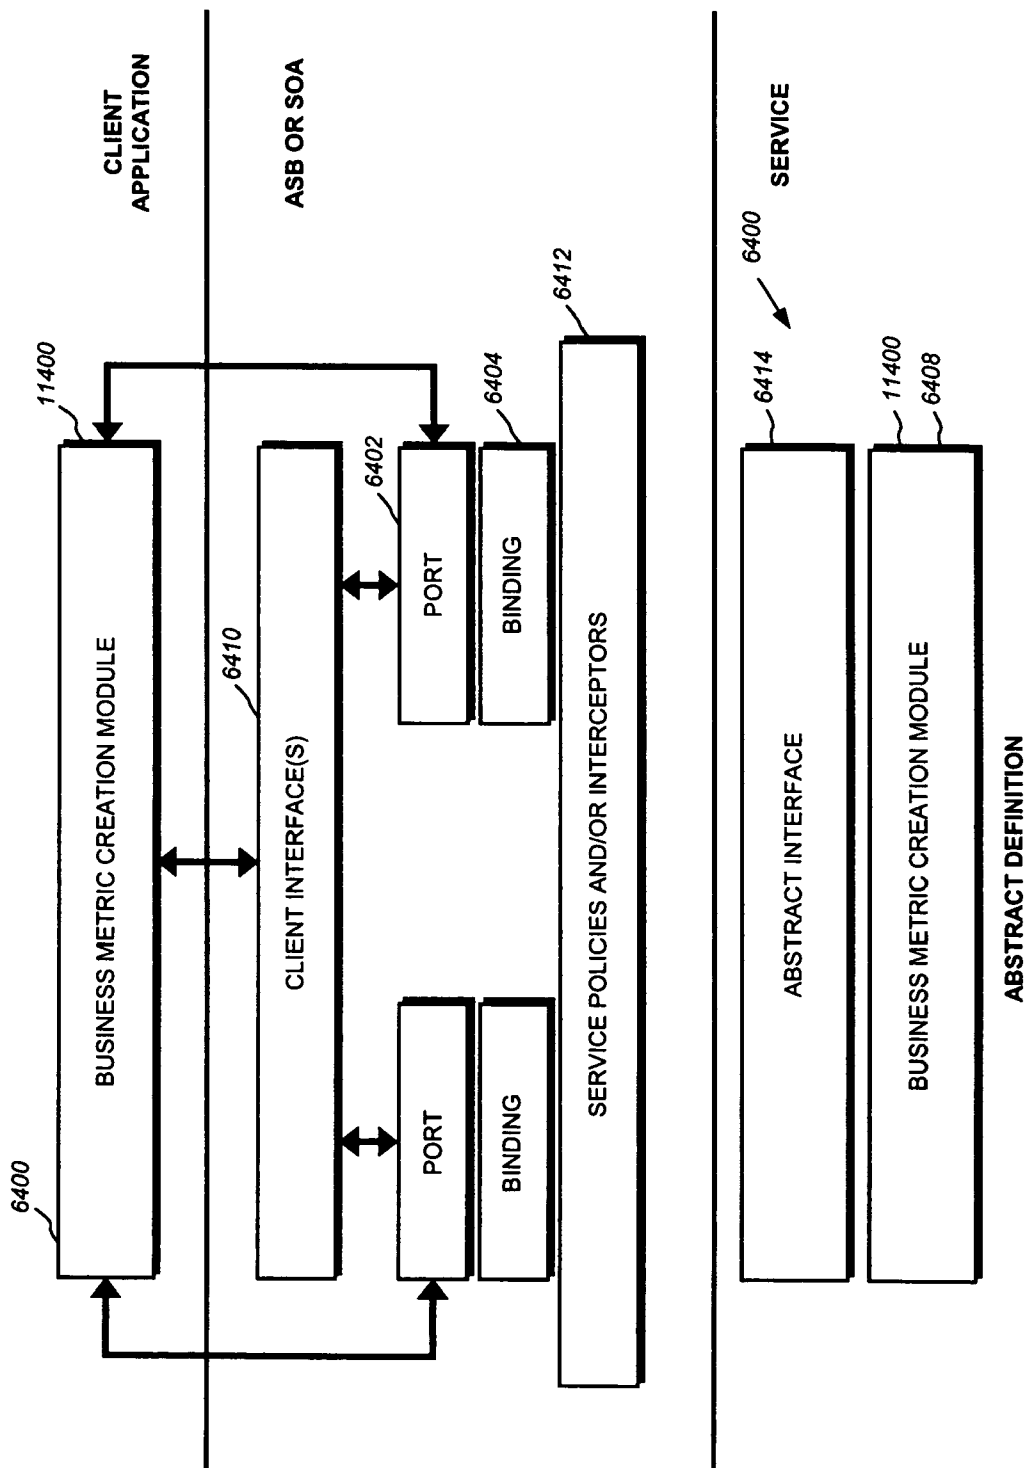 CLIENT
APPLICATION
6400
11400
BUSINESS METRIC CREATION MODULE
ASB OR SOA
6410
CLIENT INTERFACE(S)
6402
PORT
PORT
6404
BINDING
BINDING
6412
SERVICE POLICIES AND/OR INTERCEPTORS
SERVICE
6400
6414
ABSTRACT INTERFACE
11400
6408
BUSINESS METRIC CREATION MODULE
ABSTRACT DEFINITION